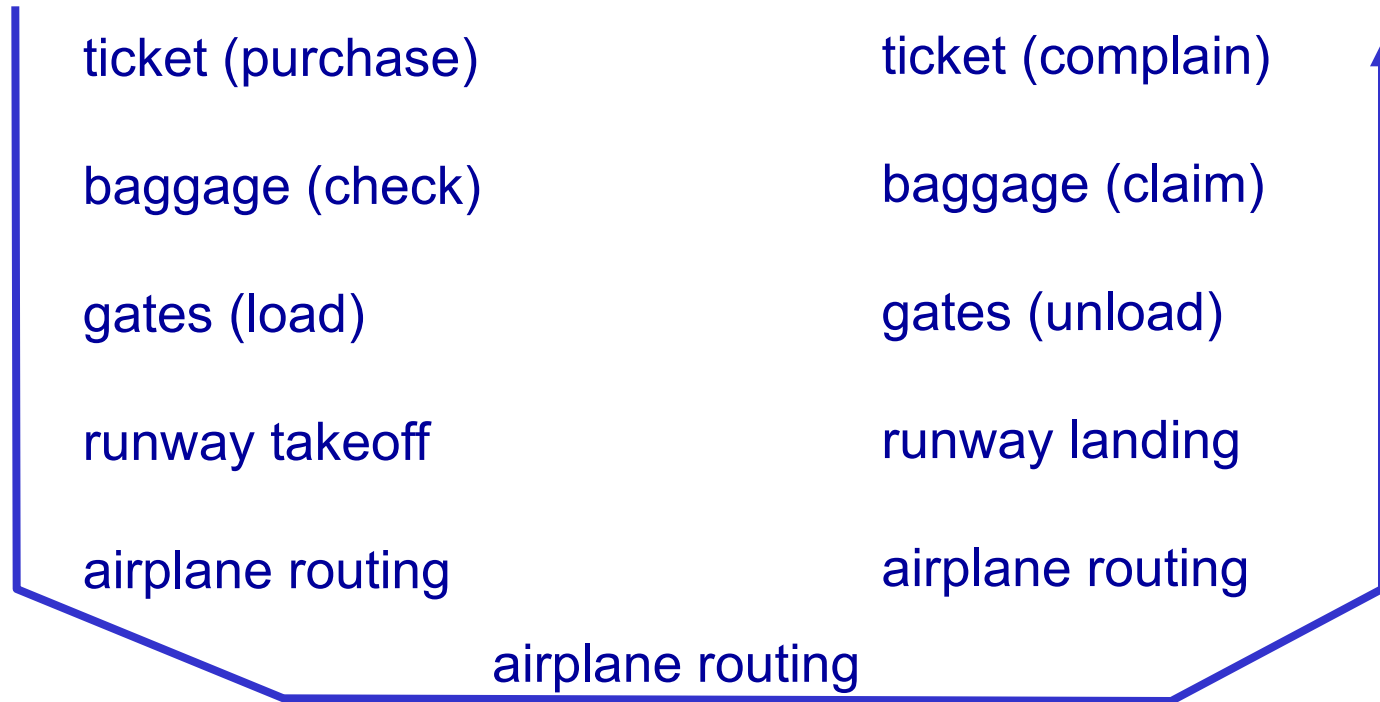 ticket (purchase)
baggage (check)
gates (load)
runway takeoff
airplane routing
airplane routing
ticket (complain)
baggage (claim)
gates (unload)
runway landing
airplane routing